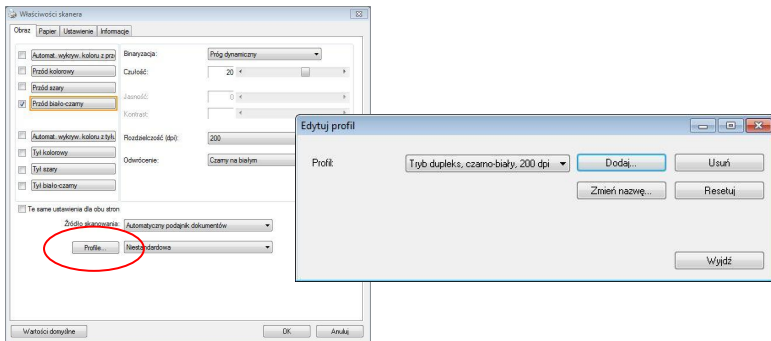 Właściwości skanera
Obraz Papier Ustawienie Informacje
Automat. wykryw. koloru z prz
Przód kolorowy
Przód szary
Przód biało-czarny
Automat. wykryw. koloru z tyłu
Tył kolorowy
Tył szary
Tył biało-czarny
Binaryzacja: Próg dynamiczny
Czułość: 20
Jasność: 0
Kontrast:
Rozdzielczość (dpi): 200
Odwrócenie: Czarny na białym
Te same ustawienia dla obu stron
Źródło skanowania: Automatyczny podajnik dokumentów
Profile... Niestandardowa
Wartości domyślne OK Anuluj
Edytuj profil
Profil: Tryb dupleks, czarno-biały, 200 dpi Dodaj... Usuń
Zmień nazwę... Resetuj
Wyjdź